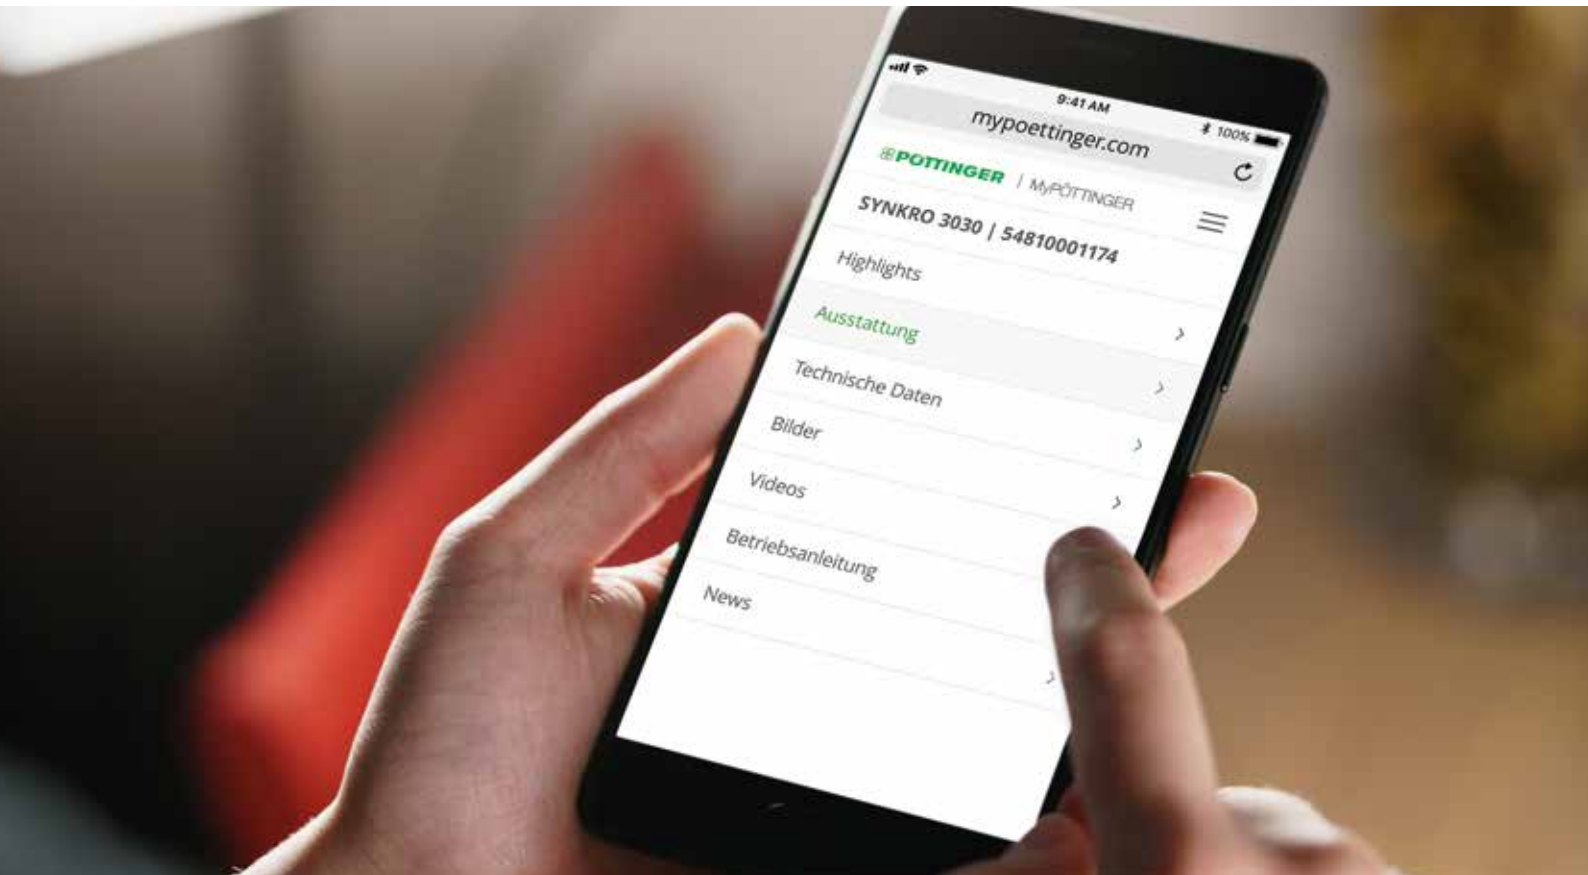 9:41 AM
100%
mypoettinger.com
PÖTTINGER | MyPÖTTINGER
SYNKRO 3030 | 54810001174
Highlights
Ausstattung
Technische Daten
Bilder
Videos
Betriebsanleitung
News